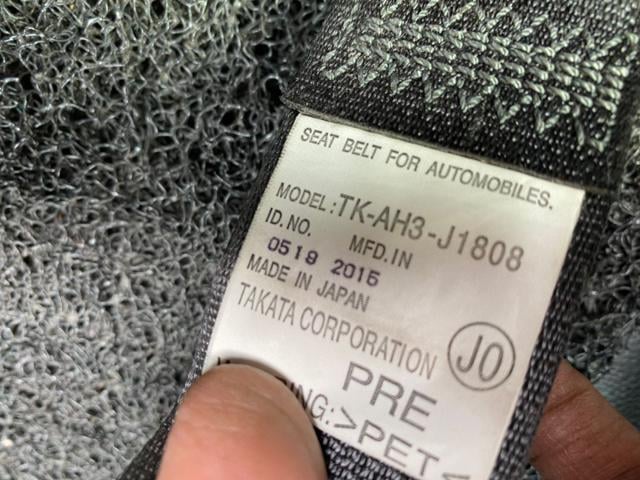 SEAT BELT FOR AUTOMOBILES.
MODEL:TK-AH3-J1808
ID.NO. MFD.IN
0519 2015
MADE IN JAPAN
TAKATA CORPORATION
JO
PRE
NG:>PET<